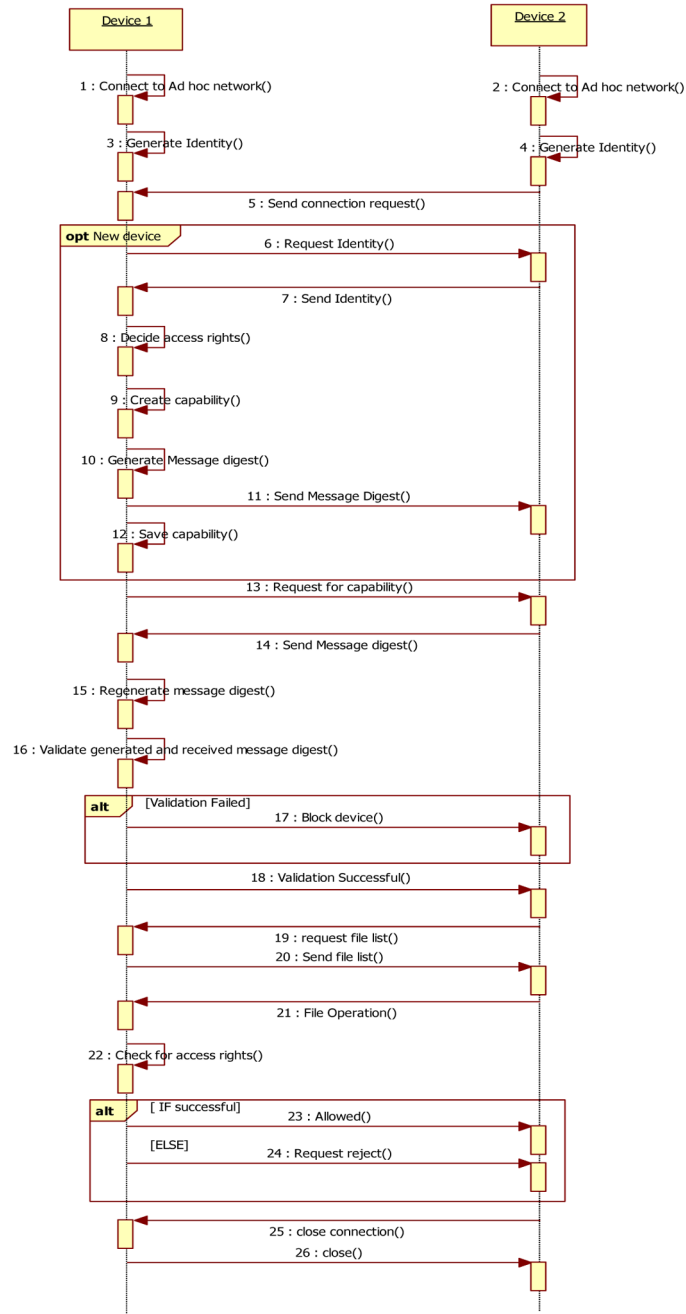 Device 1
Device 2
1 : Connect to Ad hoc network()
2 : Connect to Ad hoc network()
3 : Generate Identity()
4 : Generate Identity()
5 : Send connection request()
opt New device
6 : Request Identity()
7 : Send Identity()
8 : Decide access rights()
9 : Create capability()
10 : Generate Message digest()
11 : Send Message Digest()
12 : Save capability()
13 : Request for capability()
14 : Send Message digest()
15 : Regenerate message digest()
16 : Validate generated and received message digest()
alt [Validation Failed]
17 : Block device()
18 : Validation Successful()
19 : request file list()
20 : Send file list()
21 : File Operation()
22 : Check for access rights()
alt [ IF successful]
23 : Allowed()
[ELSE]
24 : Request reject()
25 : close connection()
26 : close()